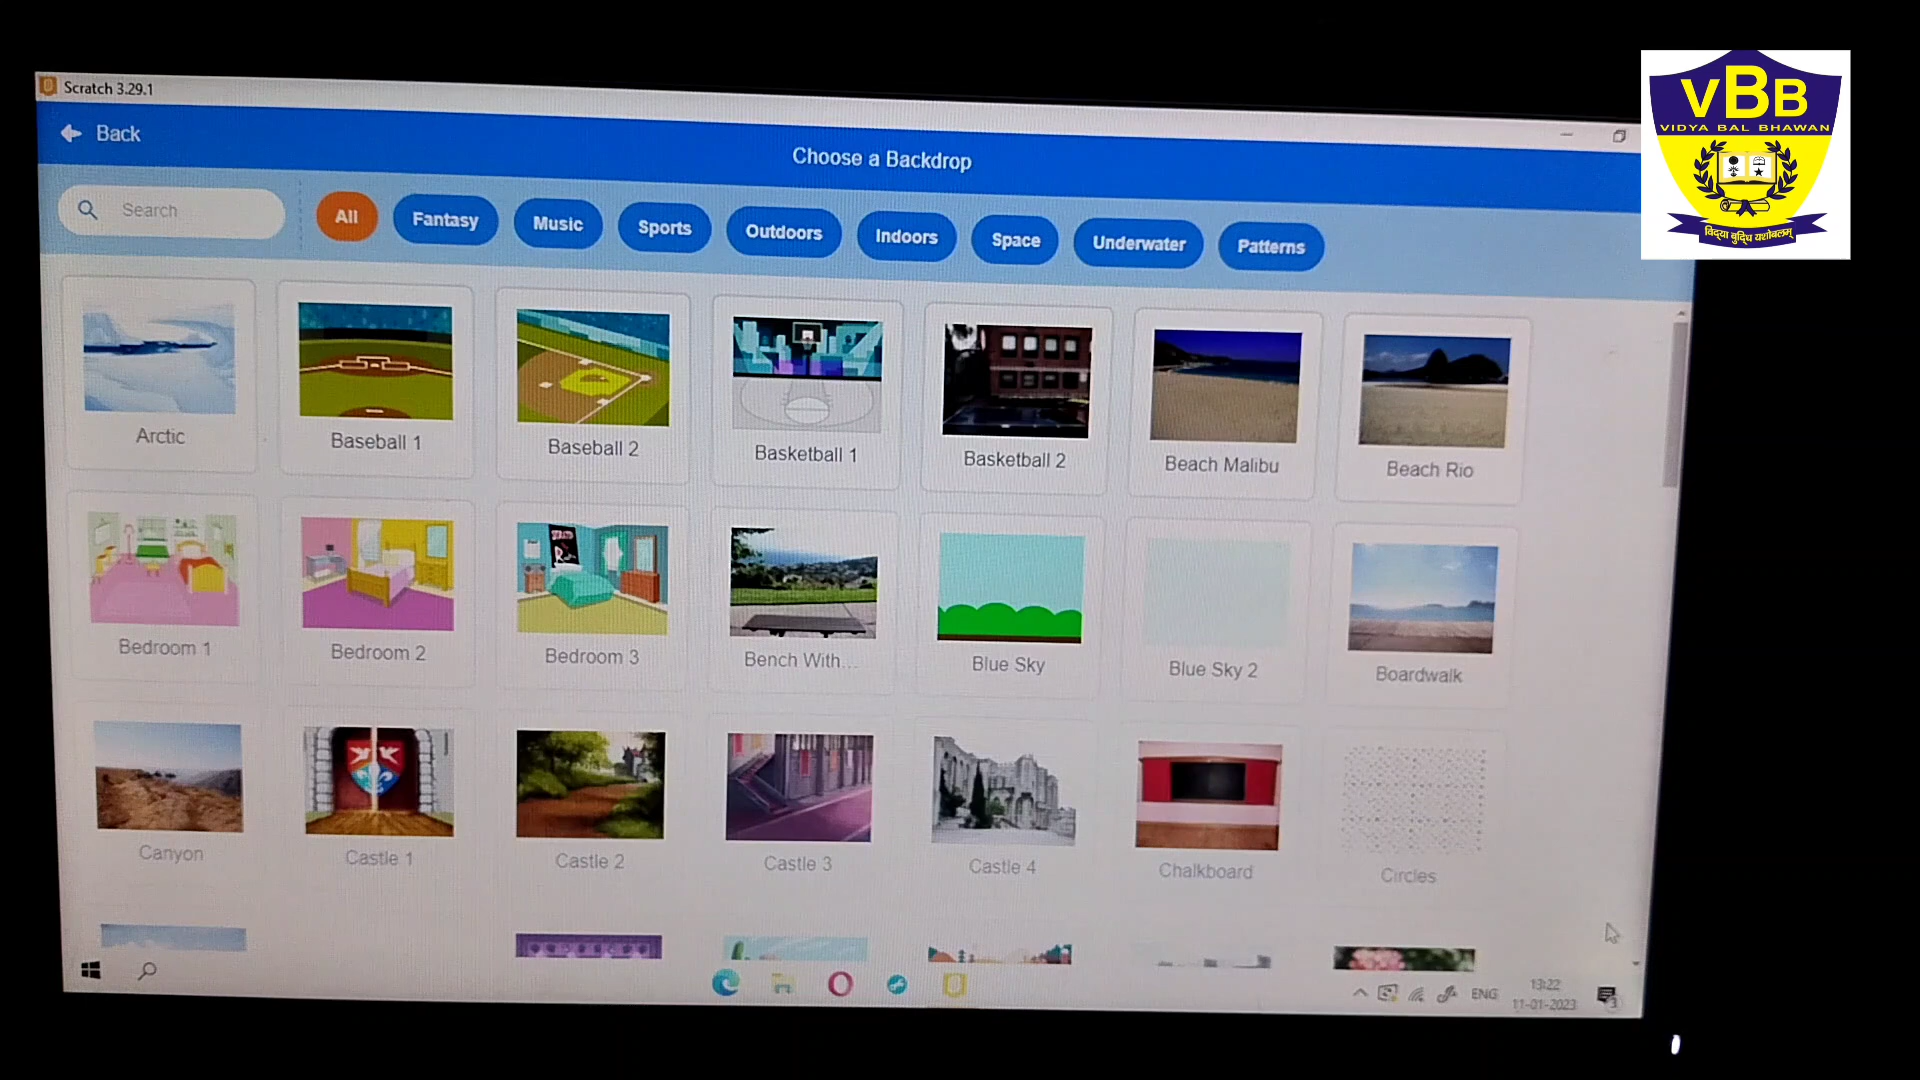 Scratch 3.29.1
Back
Choose a Backdrop
Search
All
Fantasy
Music
Sports
Outdoors
Indoors
Space
Underwater
Patterns
VBB
VIDYA BAL BHAWAN
विद्या बुद्धि यशोबलम्
Arctic
Baseball 1
Baseball 2
Basketball 1
Basketball 2
Beach Malibu
Beach Rio
Bedroom 1
Bedroom 2
Bedroom 3
Bench With...
Blue Sky
Blue Sky 2
Boardwalk
Canyon
Castle 1
Castle 2
Castle 3
Castle 4
Chalkboard
Circles
ENG
13:22
11-01-2023
3